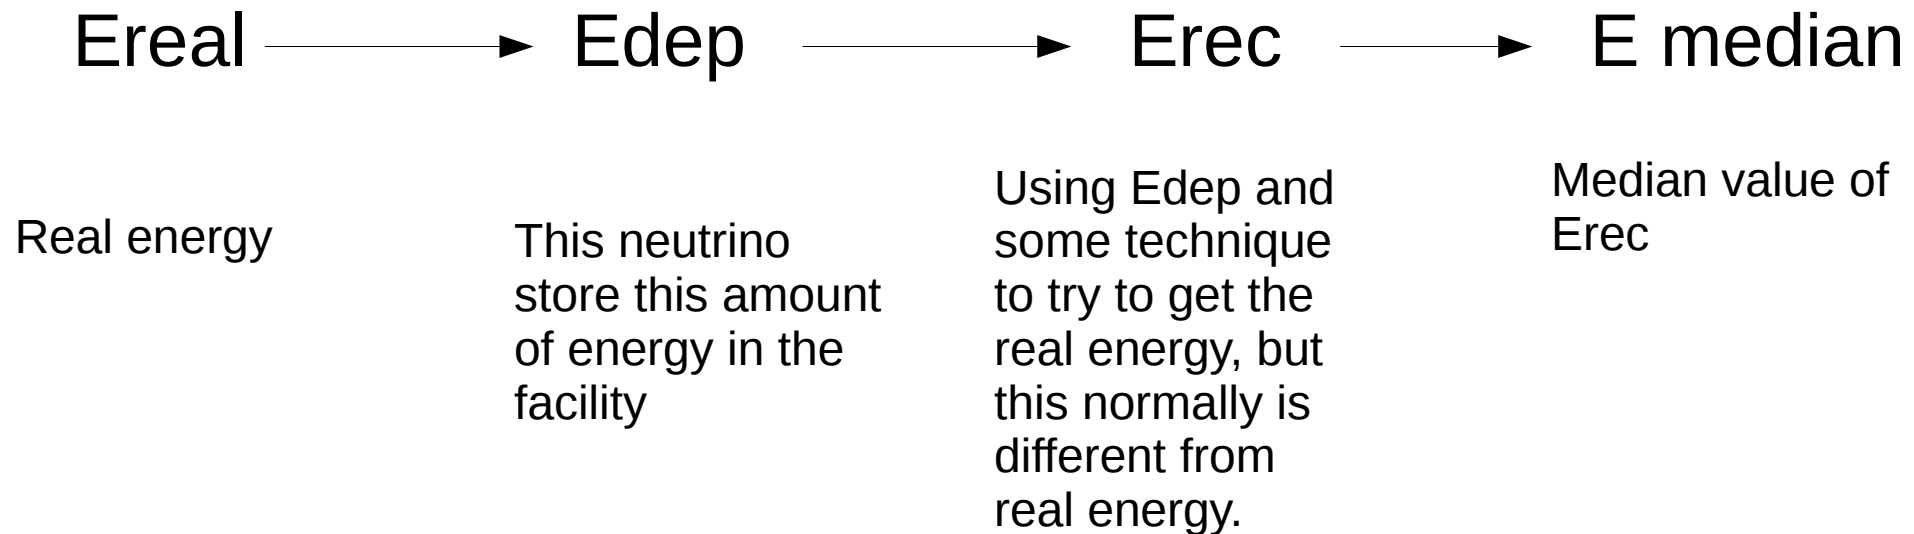 Ereal
Edep
Erec
E median
Real energy
This neutrino
store this amount
of energy in the
facility
Using Edep and
some technique
to try to get the
real energy, but
this normally is
different from
real energy.
Median value of
Erec